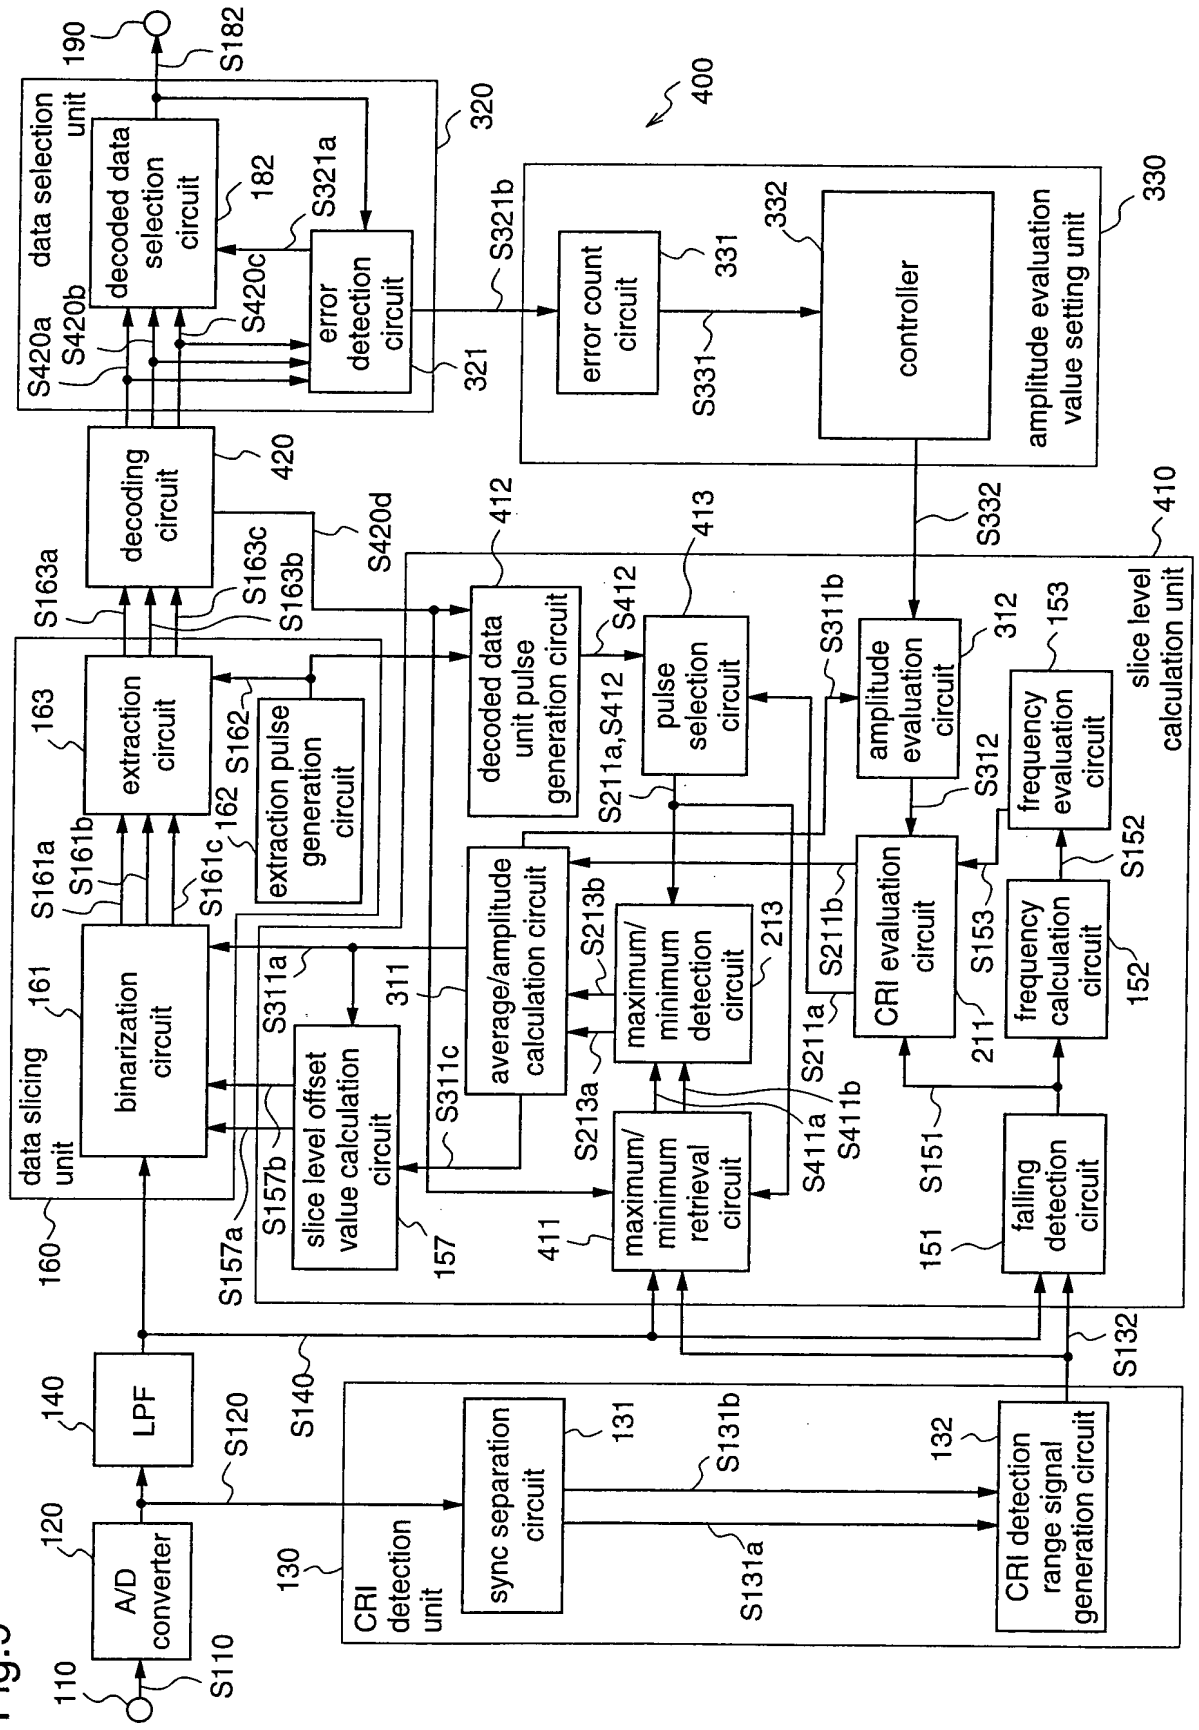 Fig.9
110
S110
120
A/D
converter
S120
140
LPF
S140
130
CRI
detection
unit
sync separation
circuit
131
S131a
S131b
132
CRI detection
range signal
generation circuit
S132
160
data slicing
unit
161
binarization
circuit
S161a
S161b
S161c
163
extraction
circuit
S162
162
extraction pulse
generation
circuit
S163a
S163c
S163b
decoding
circuit
420
S420d
S420a
S420b
S420c
data selection
unit
decoded data
selection
circuit
182
S321a
error
detection
circuit
321
320
190
S182
S321b
400
error count
circuit
331
S331
332
controller
amplitude evaluation
value setting unit
330
S332
S157a
S157b
S311a
slice level offset
value calculation
circuit
157
S311c
311
average/amplitude
calculation circuit
S213a
S213b
411
maximum/
minimum
retrieval
circuit
S411a
S411b
maximum/
minimum
detection
circuit
213
412
decoded data
unit pulse
generation circuit
S412
413
pulse
selection
circuit
S211a,S412
S311b
S211a
S211b
amplitude
evaluation
circuit
312
S312
CRI evaluation
circuit
211
S153
153
frequency
evaluation
circuit
S152
frequency
calculation
circuit
152
S151
151
falling
detection
circuit
slice level
calculation unit
410